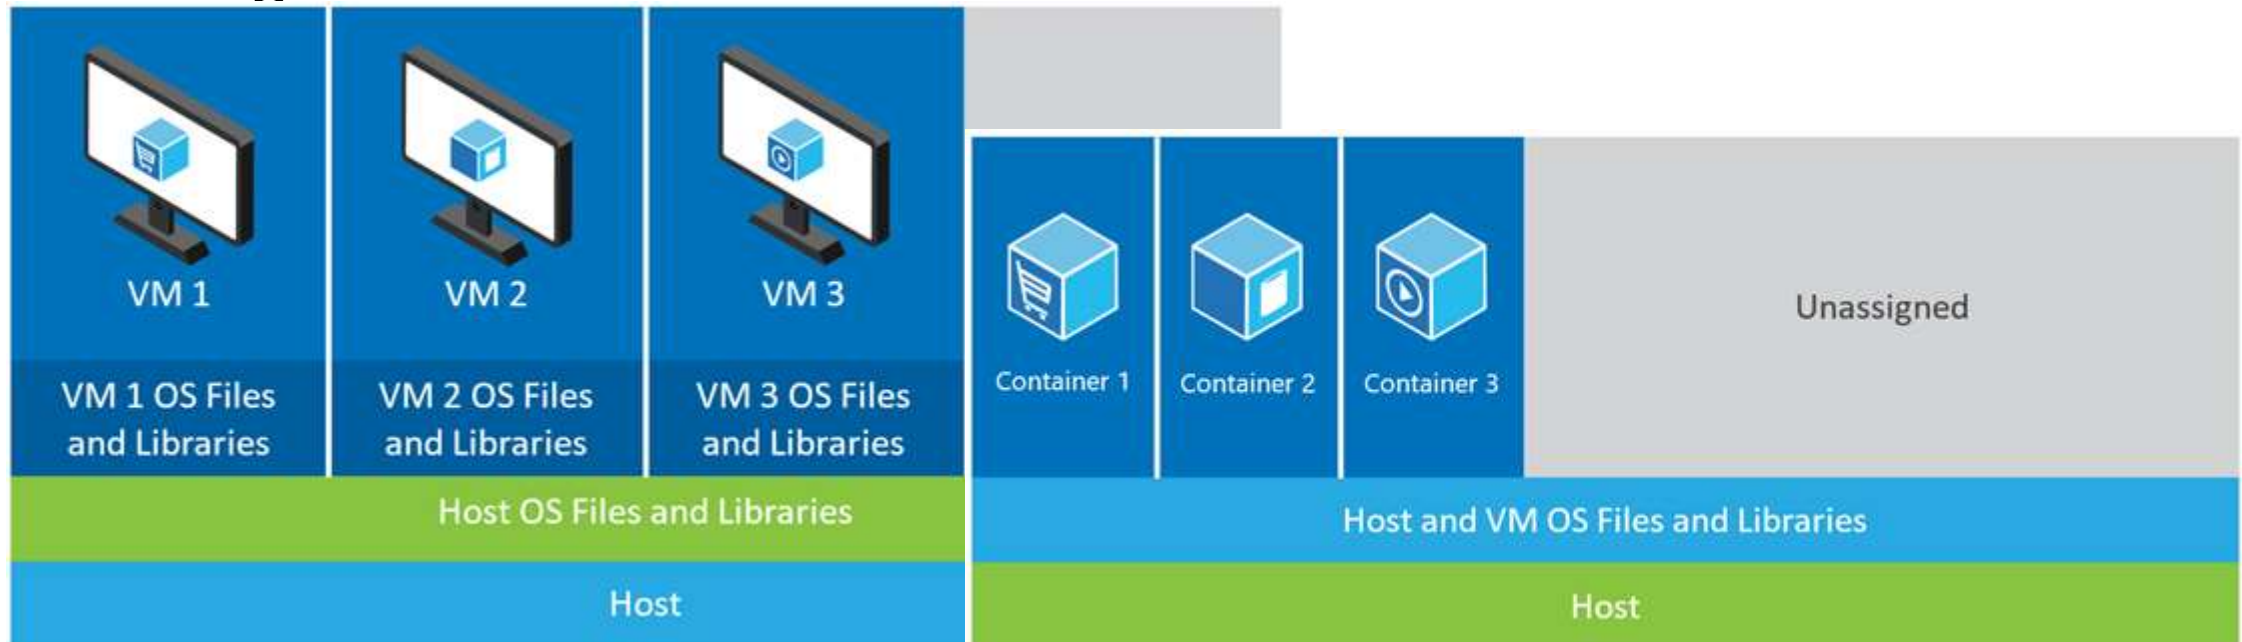 VM 1
VM 2
VM 3
VM 1 OS Files
and Libraries
VM 2 OS Files
and Libraries
VM 3 OS Files
and Libraries
Host OS Files and Libraries
Host
Container 1
Container 2
Container 3
Unassigned
Host and VM OS Files and Libraries
Host